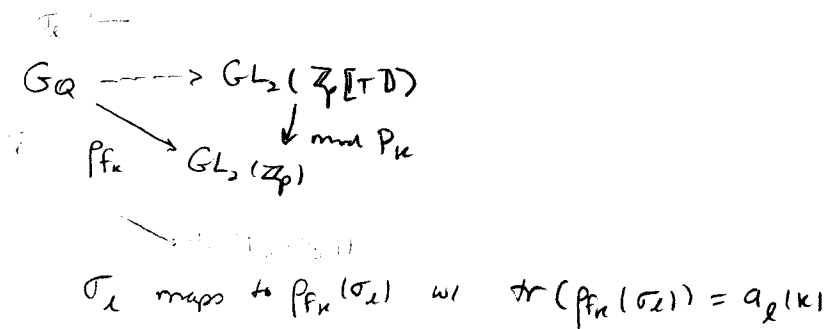 G_Q ----> GL_2(Z_p[[T]])
↓ mod P_k
ρ_{f_k} GL_2(Z_p)
σ_l maps to ρ_{f_k}(σ_l) w/ tr(ρ_{f_k}(σ_l)) = a_l(k)